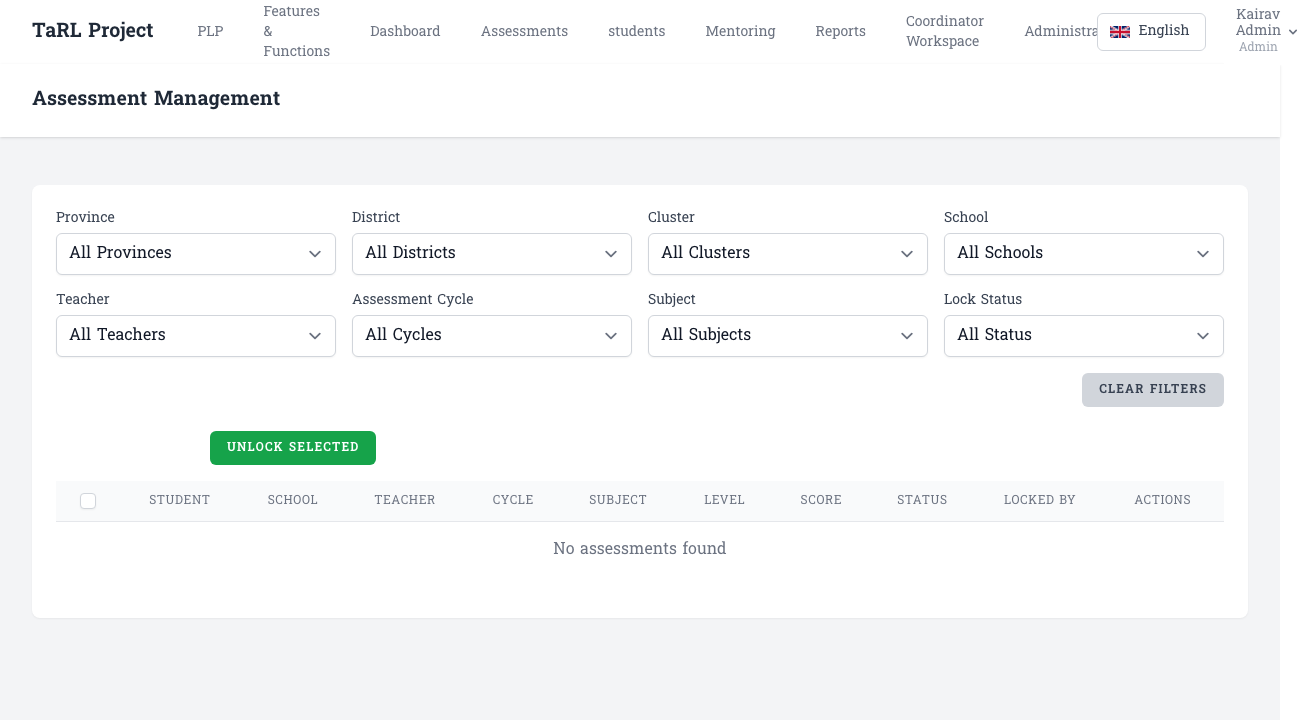 TaRL Project
PLP
Features
&
Functions
Dashboard
Assessments
students
Mentoring
Reports
Coordinator
Workspace
Administra
English
Kairav
Admin
Admin
Assessment Management
Province
District
Cluster
School
All Provinces
All Districts
All Clusters
All Schools
Teacher
Assessment Cycle
Subject
Lock Status
All Teachers
All Cycles
All Subjects
All Status
CLEAR FILTERS
UNLOCK SELECTED
STUDENT SCHOOL TEACHER CYCLE SUBJECT LEVEL SCORE STATUS LOCKED BY ACTIONS
No assessments found